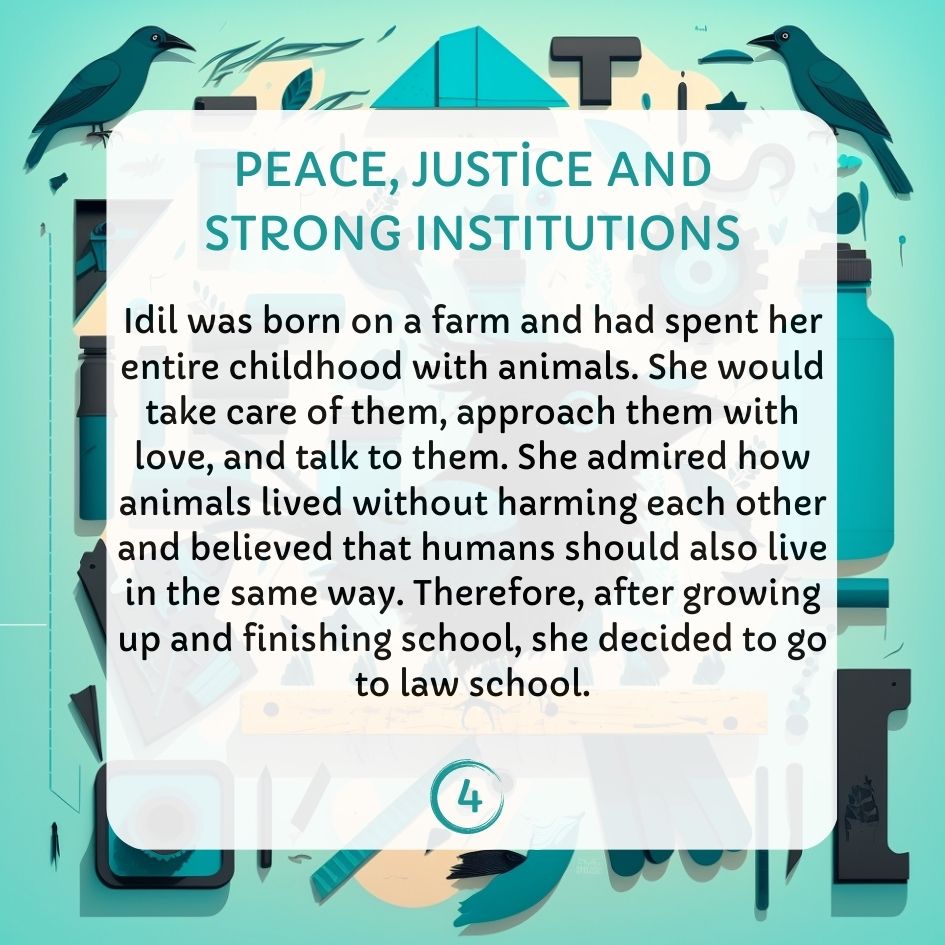 PEACE, JUSTİCE AND
STRONG INSTITUTIONS
Idil was born on a farm and had spent her
entire childhood with animals. She would
take care of them, approach them with
love, and talk to them. She admired how
animals lived without harming each other
and believed that humans should also live
in the same way. Therefore, after growing
up and finishing school, she decided to go
to law school.
4